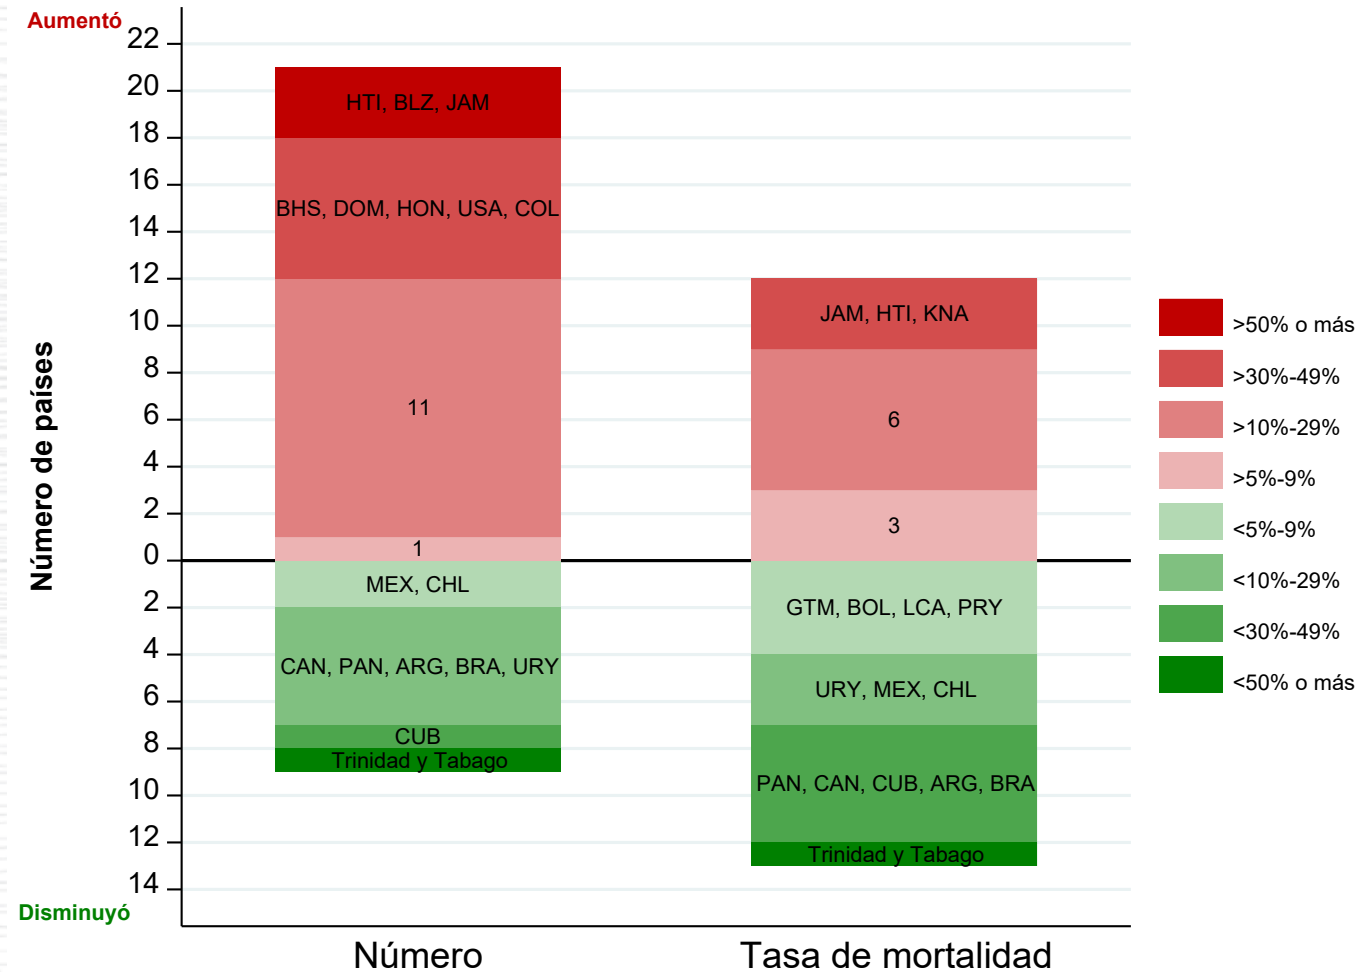 Aumentó
22
20
18
16
14
12
10
8
6
4
2
0
2
4
6
8
10
12
14
Disminuyó
Número de países
HTI, BLZ, JAM
BHS, DOM, HON, USA, COL
11
1
MEX, CHL
CAN, PAN, ARG, BRA, URY
CUB
Trinidad y Tabago
JAM, HTI, KNA
6
3
GTM, BOL, LCA, PRY
URY, MEX, CHL
PAN, CAN, CUB, ARG, BRA
Trinidad y Tabago
Número
Tasa de mortalidad
>50% o más
>30%-49%
>10%-29%
>5%-9%
<5%-9%
<10%-29%
<30%-49%
<50% o más